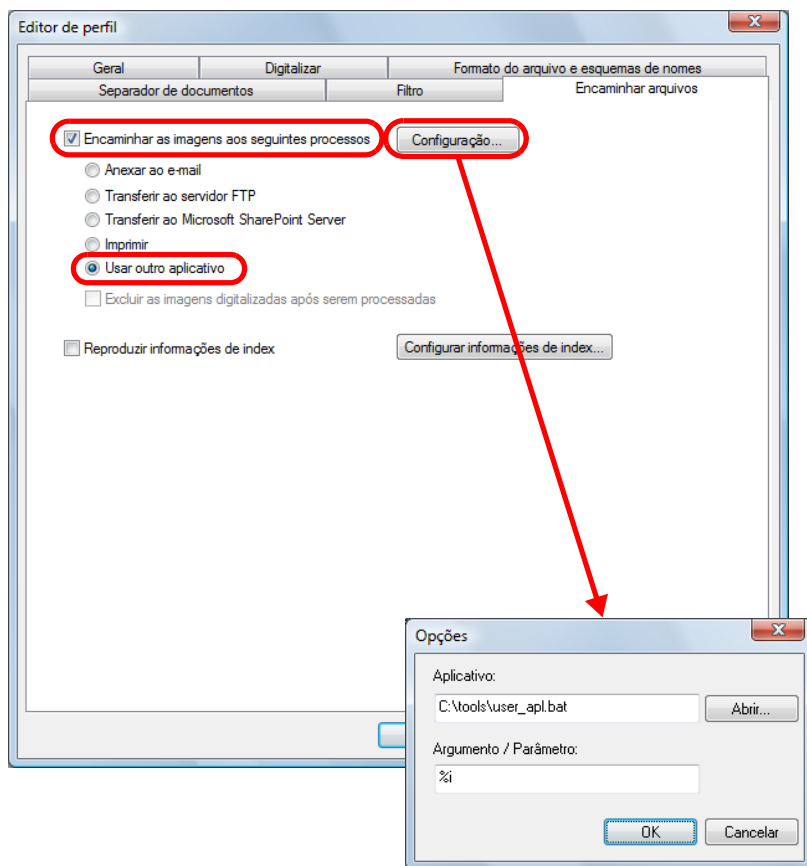 Editor de perfil
Geral
Digitalizar
Formato do arquivo e esquemas de nomes
Separador de documentos
Filtro
Encaminhar arquivos
Encaminhar as imagens aos seguintes processos
Configuração...
Anexar ao e-mail
Transferir ao servidor FTP
Transferir ao Microsoft SharePoint Server
Imprimir
Usar outro aplicativo
Excluir as imagens digitalizadas após serem processadas
Reproduzir informações de index
Configurar informações de index...
Opções
Aplicativo:
C:\tools\user_apl.bat
Abrir...
Argumento / Parâmetro:
%i
OK
Cancelar